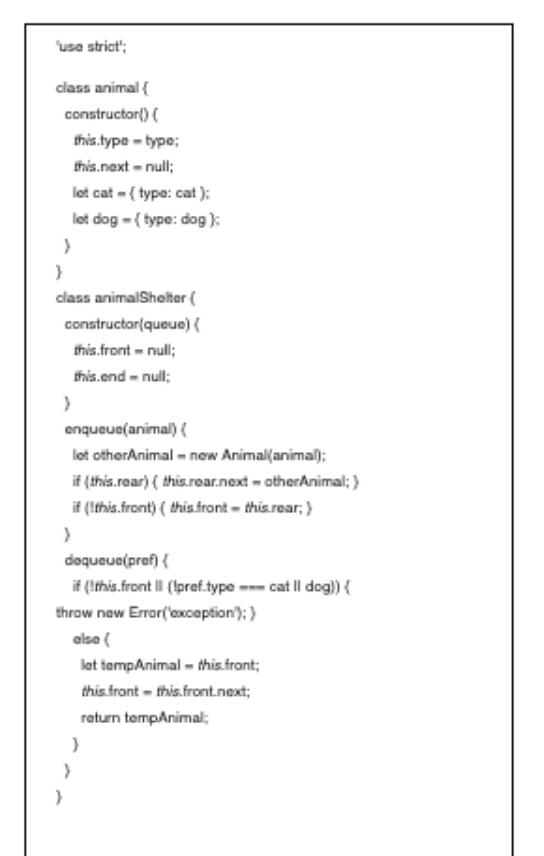 'use strict';
class animal {
constructor() {
this.type = type;
this.next = null;
let cat = { type: cat };
let dog = { type: dog };
}
}
class animalShelter {
constructor(queue) {
this.front = null;
this.end = null;
}
enqueue(animal) {
let otherAnimal = new Animal(animal);
if (this.rear) { this.rear.next = otherAnimal; }
if (!this.front) { this.front = this.rear; }
}
dequeue(pref) {
if (!this.front || (!pref.type === cat || dog)) {
throw new Error('exception'); }
else {
let tempAnimal = this.front;
this.front = this.front.next;
return tempAnimal;
}
}
}